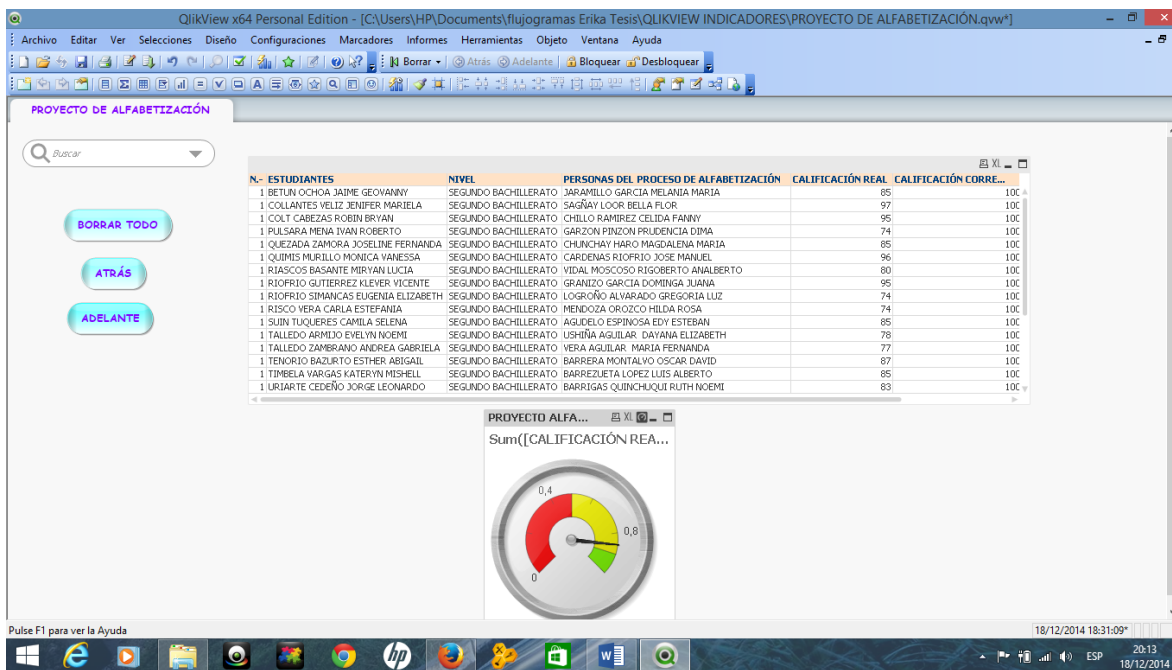 QlikView x64 Personal Edition - [C:\Users\HP\Documents\flujogramas Erika Tesis\QLIKVIEW INDICADORES\PROYECTO DE ALFABETIZACIÓN.qvw*]
Archivo Editar Ver Selecciones Diseño Configuraciones Marcadores Informes Herramientas Objeto Ventana Ayuda
Borrar Atrás Adelante Bloquear Desbloquear
PROYECTO DE ALFABETIZACIÓN
Buscar
BORRAR TODO
ATRÁS
ADELANTE
XL
N.- ESTUDIANTES NIVEL PERSONAS DEL PROCESO DE ALFABETIZACIÓN CALIFICACIÓN REAL CALIFICACIÓN CORRE...
1 BETUN OCHOA JAIME GEOVANNY SEGUNDO BACHILLERATO JARAMILLO GARCIA MELANIA MARIA 85 100
1 COLLANTES VELIZ JENIFER MARIELA SEGUNDO BACHILLERATO SAGÑAY LOOR BELLA FLOR 97 100
1 COLT CABEZAS ROBIN BRYAN SEGUNDO BACHILLERATO CHILLO RAMIREZ CELIDA FANNY 95 100
1 PULSARA MENA IVAN ROBERTO SEGUNDO BACHILLERATO GARZON PINZON PRUDENCIA DIMA 74 100
1 QUEZADA ZAMORA JOSELINE FERNANDA SEGUNDO BACHILLERATO CHUNCHAY HARO MAGDALENA MARIA 85 100
1 QUIMIS MURILLO MONICA VANESSA SEGUNDO BACHILLERATO CARDENAS RIOFRIO JOSE MANUEL 96 100
1 RIASCOS BASANTE MIRYAN LUCIA SEGUNDO BACHILLERATO VIDAL MOSCOSO RIGOBERTO ANALBERTO 80 100
1 RIOFRIO GUTIERREZ KLEVER VICENTE SEGUNDO BACHILLERATO GRANIZO GARCIA DOMINGA JUANA 95 100
1 RIOFRIO SIMANCAS EUGENIA ELIZABETH SEGUNDO BACHILLERATO LOGROÑO ALVARADO GREGORIA LUZ 74 100
1 RISCO VERA CARLA ESTEFANIA SEGUNDO BACHILLERATO MENDOZA OROZCO HILDA ROSA 74 100
1 SUIN TUQUERES CAMILA SELENA SEGUNDO BACHILLERATO AGUDELO ESPINOSA EDY ESTEBAN 85 100
1 TALLEDO ARMIJO EVELYN NOEMI SEGUNDO BACHILLERATO USHIÑA AGUILAR DAYANA ELIZABETH 78 100
1 TALLEDO ZAMBRANO ANDREA GABRIELA SEGUNDO BACHILLERATO VERA AGUILAR MARIA FERNANDA 77 100
1 TENORIO BAZURTO ESTHER ABIGAIL SEGUNDO BACHILLERATO BARRERA MONTALVO OSCAR DAVID 87 100
1 TIMBELA VARGAS KATERYN MISHELL SEGUNDO BACHILLERATO BARREZUETA LOPEZ LUIS ALBERTO 85 100
1 URIARTE CEDEÑO JORGE LEONARDO SEGUNDO BACHILLERATO BARRIGAS QUINCHUQUI RUTH NOEMI 83 100
PROYECTO ALFA... XL
Sum([CALIFICACIÓN REA...
0,4
0,8
0
Pulse F1 para ver la Ayuda 18/12/2014 18:31:09*
ESP 20:13
18/12/2014